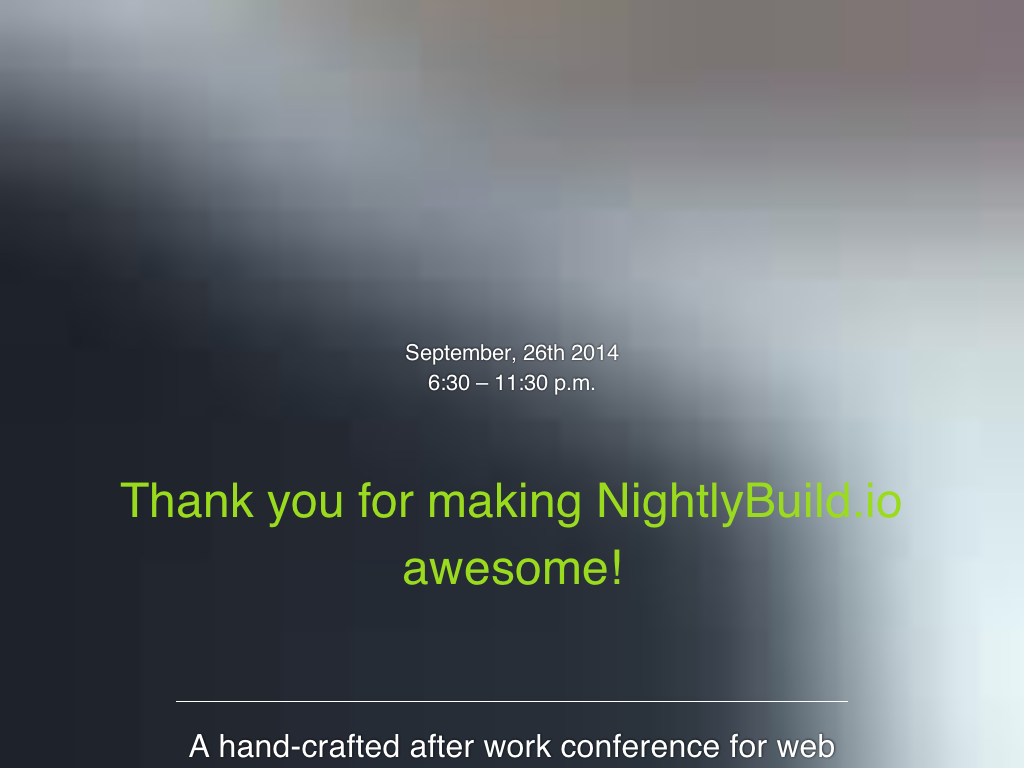 September, 26th 2014
6:30 – 11:30 p.m.
Thank you for making NightlyBuild.io
awesome!
A hand-crafted after work conference for web